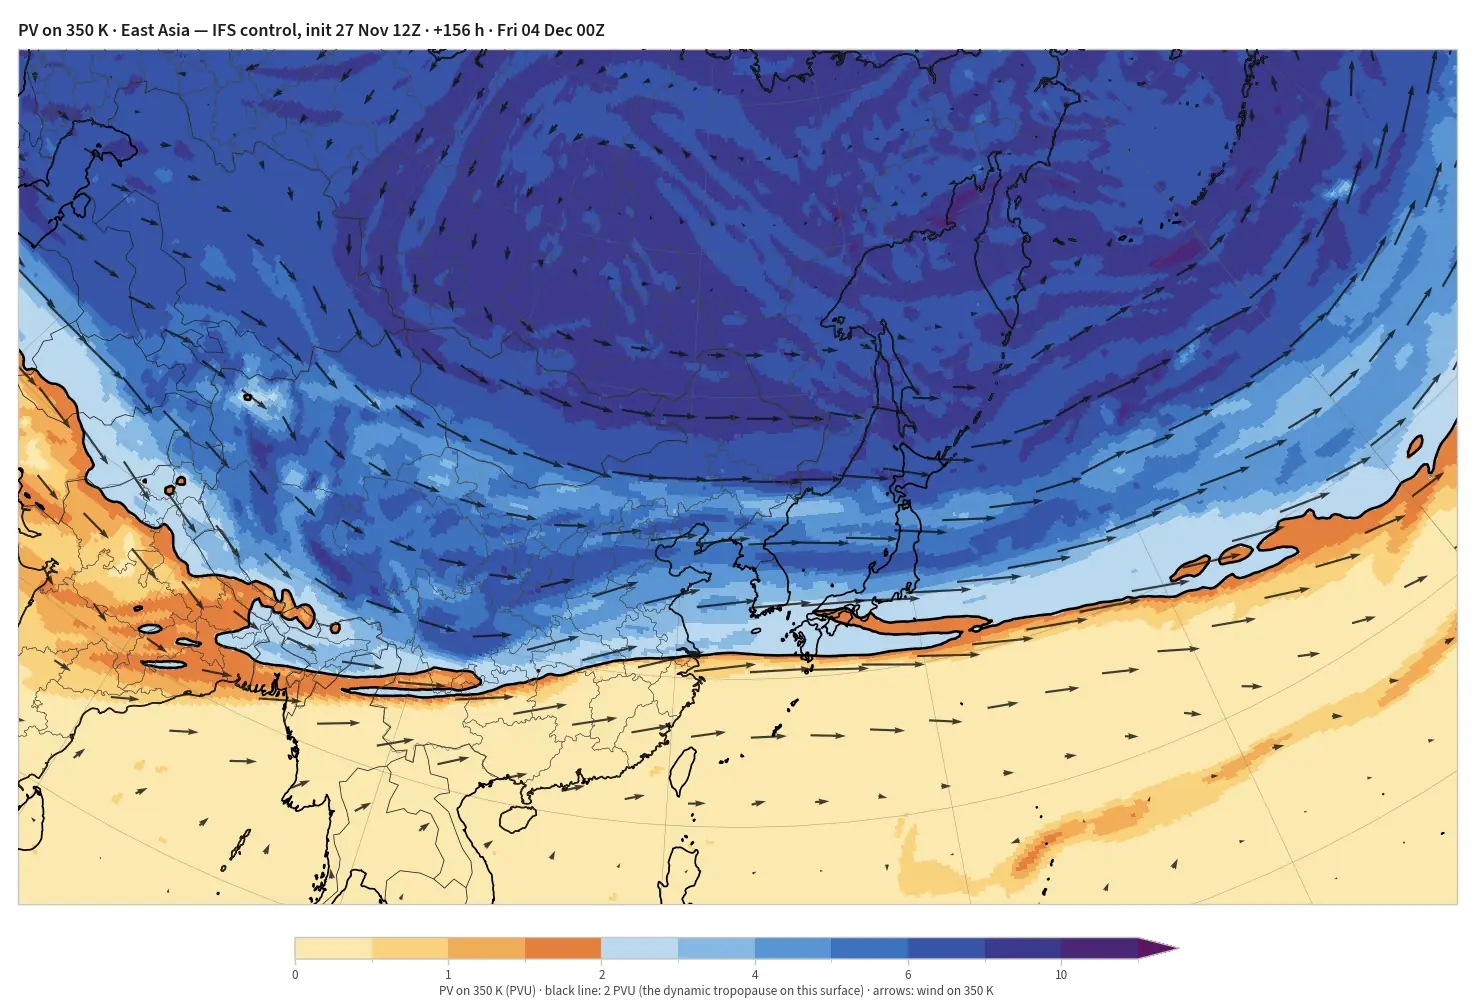 PV on 350 K · East Asia — IFS control, init 27 Nov 12Z · +156 h · Fri 04 Dec 00Z
0 1 2 4 6 10
PV on 350 K (PVU) · black line: 2 PVU (the dynamic tropopause on this surface) · arrows: wind on 350 K